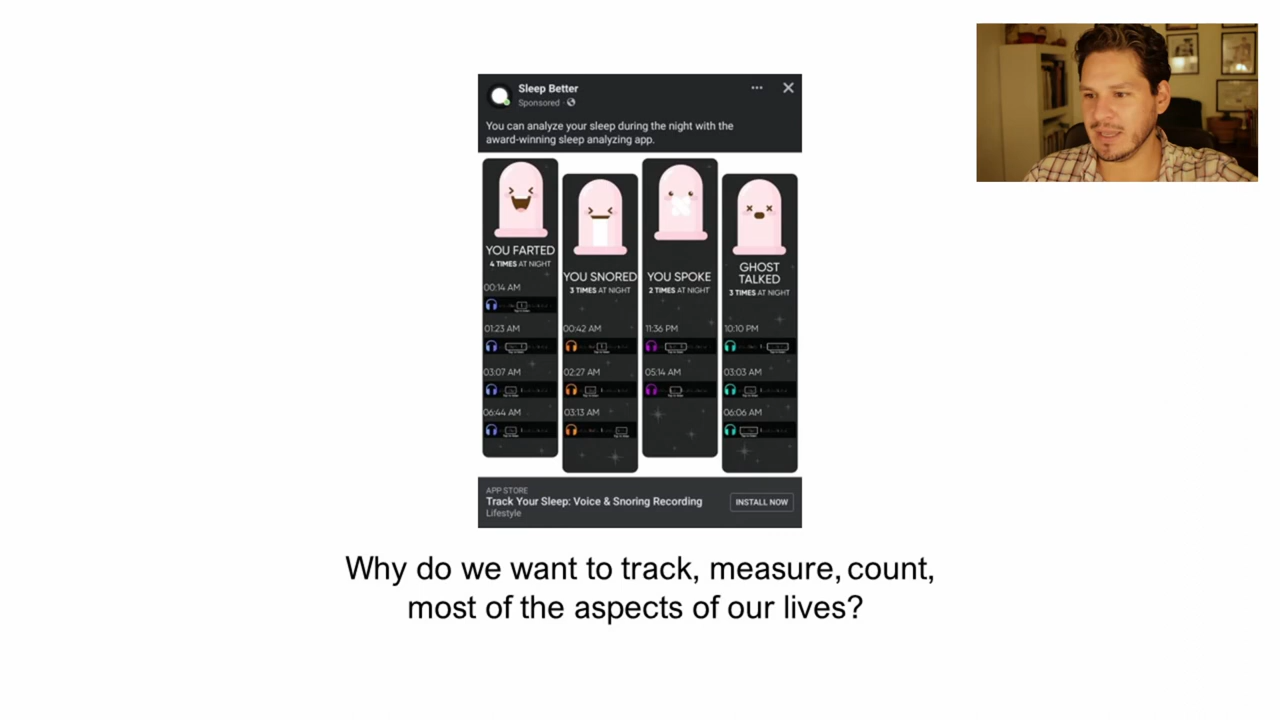 Sleep Better
Sponsored ·
You can analyze your sleep during the night with the
award-winning sleep analyzing app.
YOU FARTED
4 TIMES AT NIGHT
00:14 AM
01:23 AM
03:07 AM
06:44 AM
YOU SNORED
3 TIMES AT NIGHT
00:42 AM
02:27 AM
03:13 AM
YOU SPOKE
2 TIMES AT NIGHT
11:36 PM
05:14 AM
GHOST
TALKED
3 TIMES AT NIGHT
10:10 PM
03:03 AM
06:06 AM
APP STORE
Track Your Sleep: Voice & Snoring Recording
Lifestyle
INSTALL NOW
Why do we want to track, measure, count,
most of the aspects of our lives?